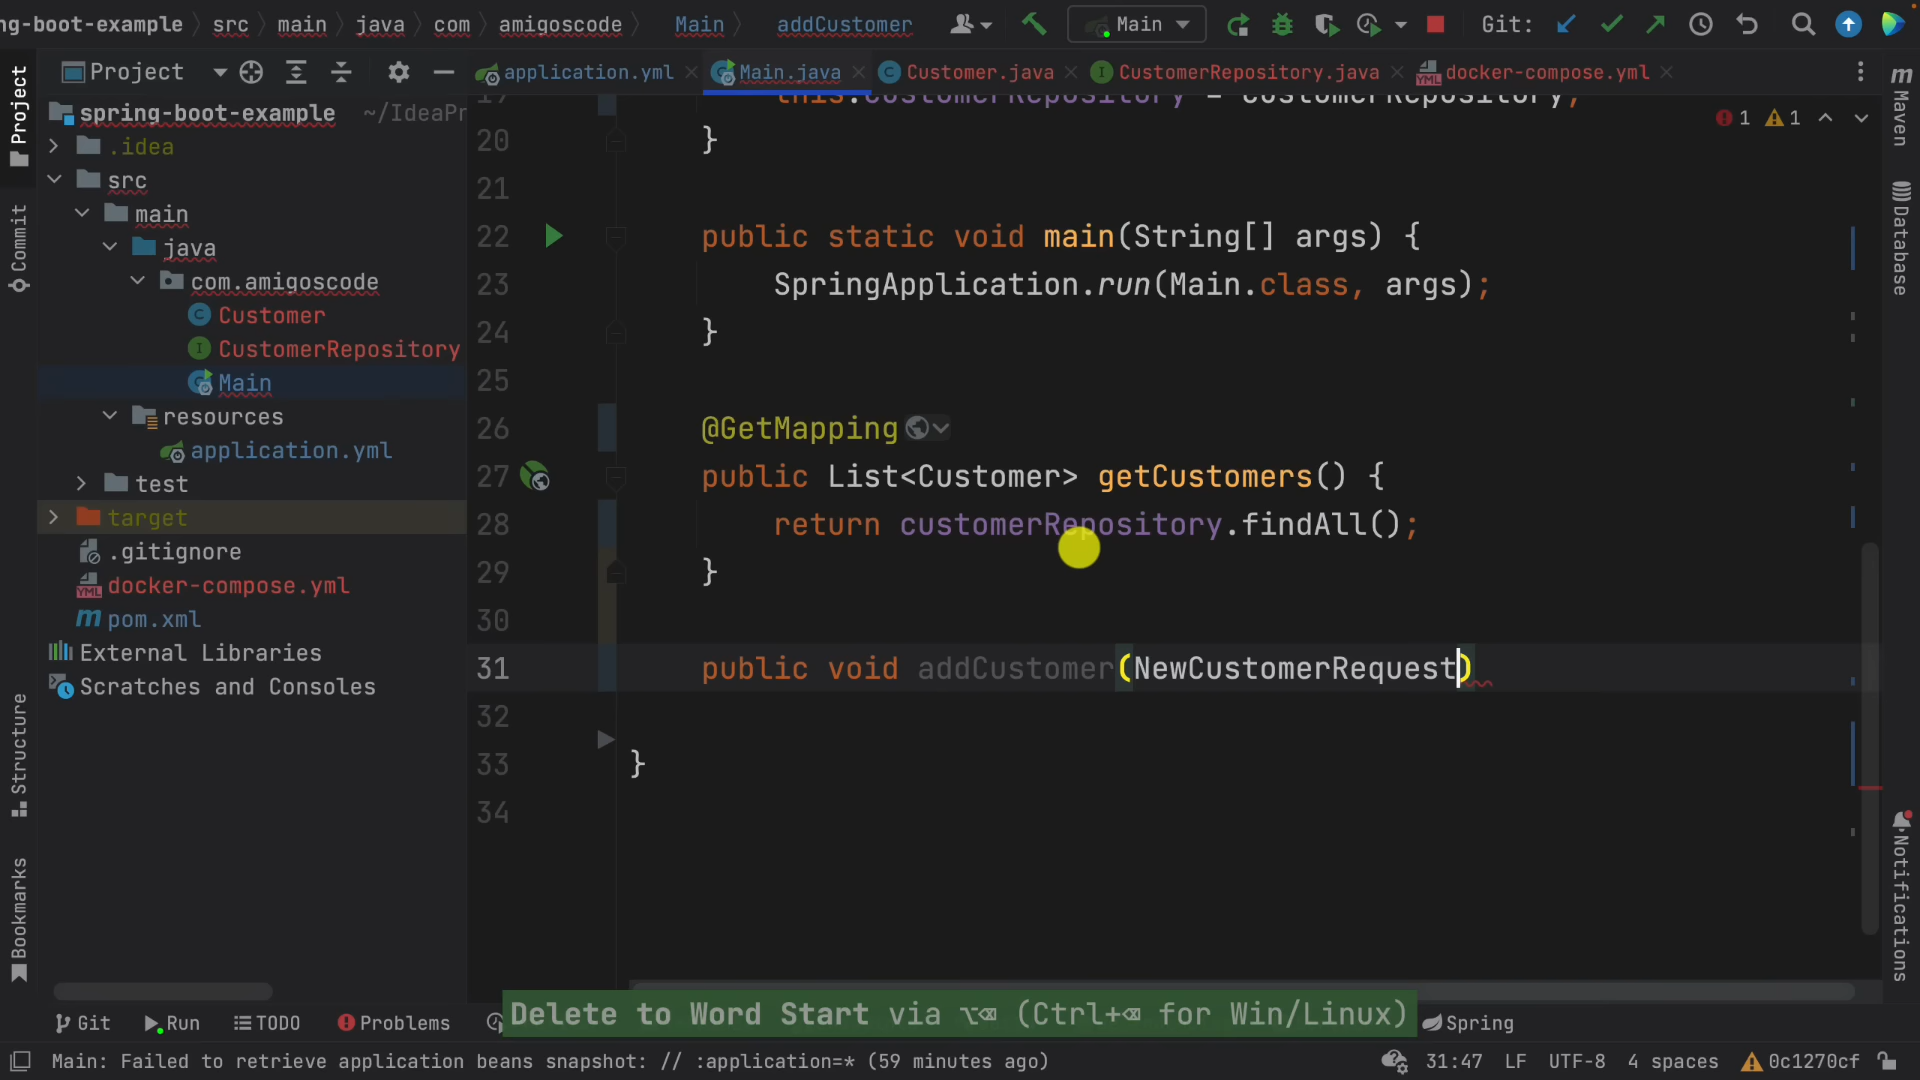 ng-boot-example > src > main > java > com > amigoscode > Main > addCustomer
Main
Git:
Project
application.yml
Main.java
Customer.java
CustomerRepository.java
docker-compose.yml
Project
Commit
Structure
Bookmarks
spring-boot-example ~/IdeaPr
.idea
src
main
java
com.amigoscode
Customer
CustomerRepository
Main
resources
application.yml
test
target
.gitignore
docker-compose.yml
pom.xml
External Libraries
Scratches and Consoles
19 this.customerRepository = customerRepository;
20 }
21
22 public static void main(String[] args) {
23 SpringApplication.run(Main.class, args);
24 }
25
26 @GetMapping
27 public List<Customer> getCustomers() {
28 return customerRepository.findAll();
29 }
30
31 public void addCustomer(NewCustomerRequest)
32
33 }
34
1 1
Maven
Database
Notifications
Git
Run
TODO
Problems
Delete to Word Start via ⌥⌫ (Ctrl+⌫ for Win/Linux)
Spring
Main: Failed to retrieve application beans snapshot: // :application=* (59 minutes ago)
31:47 LF UTF-8 4 spaces 0c1270cf